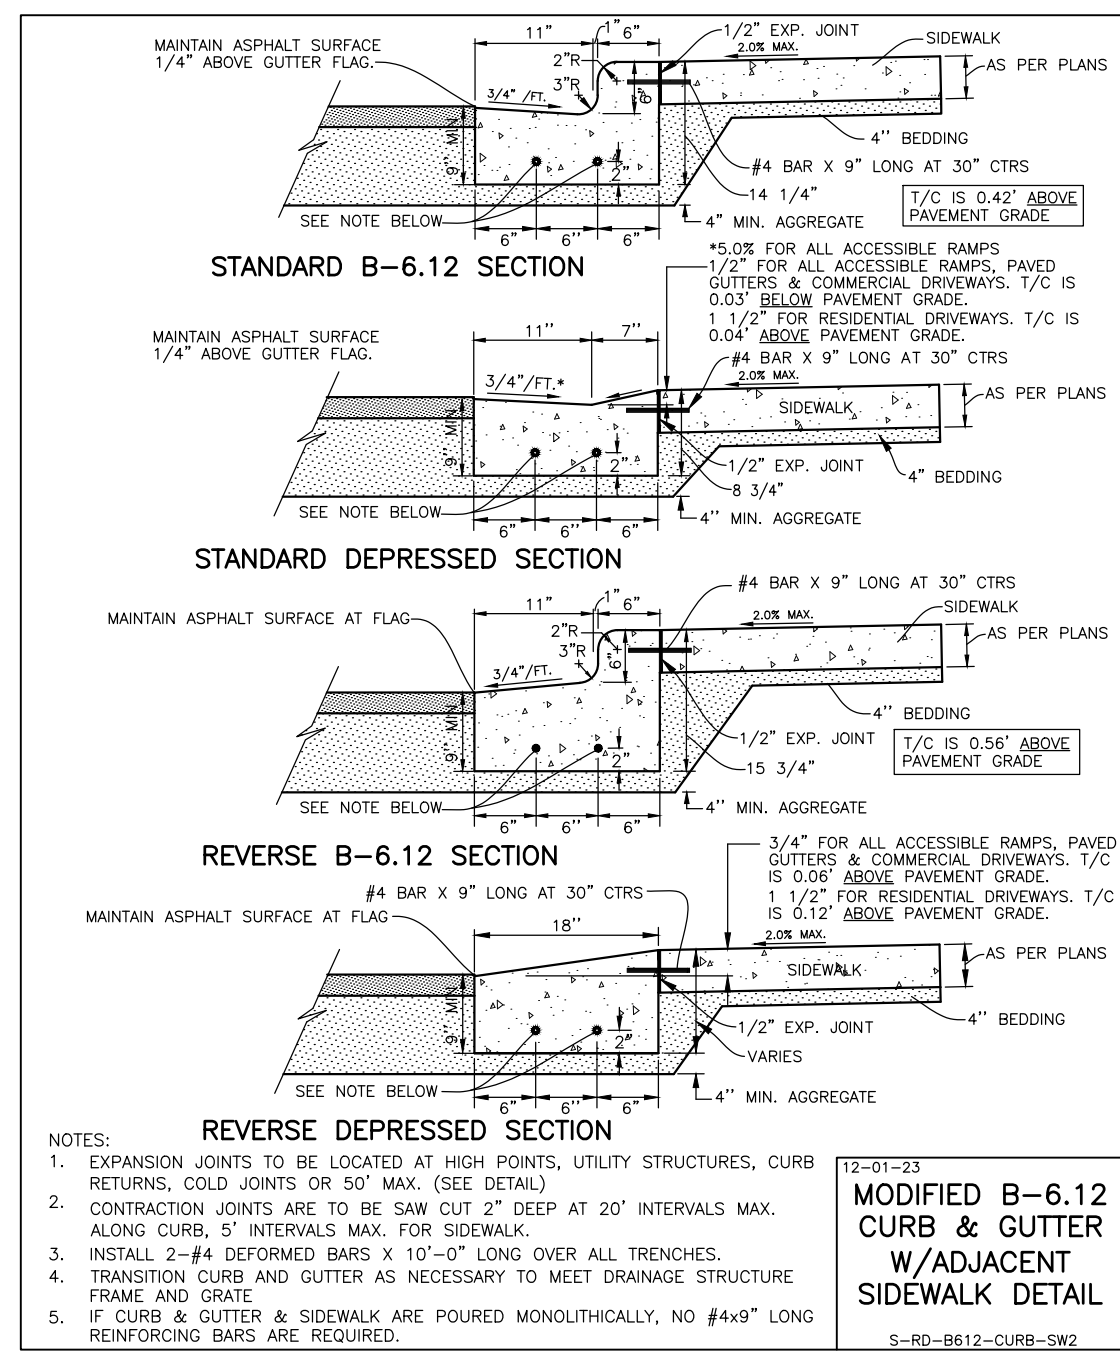 11"
1"
6"
1/2" EXP. JOINT
2.0% MAX.
SIDEWALK
MAINTAIN ASPHALT SURFACE
1/4" ABOVE GUTTER FLAG.
2"R
3"R
3/4" /FT.
6"
AS PER PLANS
9" MIN
2"
4'' BEDDING
#4 BAR X 9" LONG AT 30" CTRS
14 1/4"
T/C IS 0.42' ABOVE
PAVEMENT GRADE
SEE NOTE BELOW
4" MIN. AGGREGATE
6"
6''
6"
STANDARD B-6.12 SECTION
*5.0% FOR ALL ACCESSIBLE RAMPS
1/2" FOR ALL ACCESSIBLE RAMPS, PAVED
GUTTERS & COMMERCIAL DRIVEWAYS. T/C IS
0.03' BELOW PAVEMENT GRADE.
1 1/2" FOR RESIDENTIAL DRIVEWAYS. T/C IS
0.04' ABOVE PAVEMENT GRADE.
MAINTAIN ASPHALT SURFACE
1/4" ABOVE GUTTER FLAG.
11''
7''
#4 BAR X 9" LONG AT 30" CTRS
2.0% MAX.
3/4"/FT.*
SIDEWALK
AS PER PLANS
9" MIN
2"
1/2" EXP. JOINT
4" BEDDING
8 3/4"
SEE NOTE BELOW
4'' MIN. AGGREGATE
6"
6''
6"
STANDARD DEPRESSED SECTION
#4 BAR X 9" LONG AT 30" CTRS
11"
1"
6"
2.0% MAX.
SIDEWALK
MAINTAIN ASPHALT SURFACE AT FLAG
2"R
3"R
6"
AS PER PLANS
3/4"/FT.
9" MIN
2"
4'' BEDDING
1/2" EXP. JOINT
15 3/4"
T/C IS 0.56' ABOVE
PAVEMENT GRADE
SEE NOTE BELOW
4'' MIN. AGGREGATE
6"
6''
6"
REVERSE B-6.12 SECTION
3/4" FOR ALL ACCESSIBLE RAMPS, PAVED
GUTTERS & COMMERCIAL DRIVEWAYS. T/C
IS 0.06' ABOVE PAVEMENT GRADE.
1 1/2" FOR RESIDENTIAL DRIVEWAYS. T/C
IS 0.12' ABOVE PAVEMENT GRADE.
#4 BAR X 9" LONG AT 30" CTRS
MAINTAIN ASPHALT SURFACE AT FLAG
18''
2.0% MAX.
SIDEWALK
AS PER PLANS
9" MIN
2"
1/2" EXP. JOINT
4'' BEDDING
VARIES
SEE NOTE BELOW
4'' MIN. AGGREGATE
6"
6''
6"
REVERSE DEPRESSED SECTION
NOTES:
1. EXPANSION JOINTS TO BE LOCATED AT HIGH POINTS, UTILITY STRUCTURES, CURB
RETURNS, COLD JOINTS OR 50' MAX. (SEE DETAIL)
2. CONTRACTION JOINTS ARE TO BE SAW CUT 2" DEEP AT 20' INTERVALS MAX.
ALONG CURB, 5' INTERVALS MAX. FOR SIDEWALK.
3. INSTALL 2-#4 DEFORMED BARS X 10'-0" LONG OVER ALL TRENCHES.
4. TRANSITION CURB AND GUTTER AS NECESSARY TO MEET DRAINAGE STRUCTURE
FRAME AND GRATE
5. IF CURB & GUTTER & SIDEWALK ARE POURED MONOLITHICALLY, NO #4x9" LONG
REINFORCING BARS ARE REQUIRED.
12-01-23
MODIFIED B-6.12
CURB & GUTTER
W/ADJACENT
SIDEWALK DETAIL
S-RD-B612-CURB-SW2